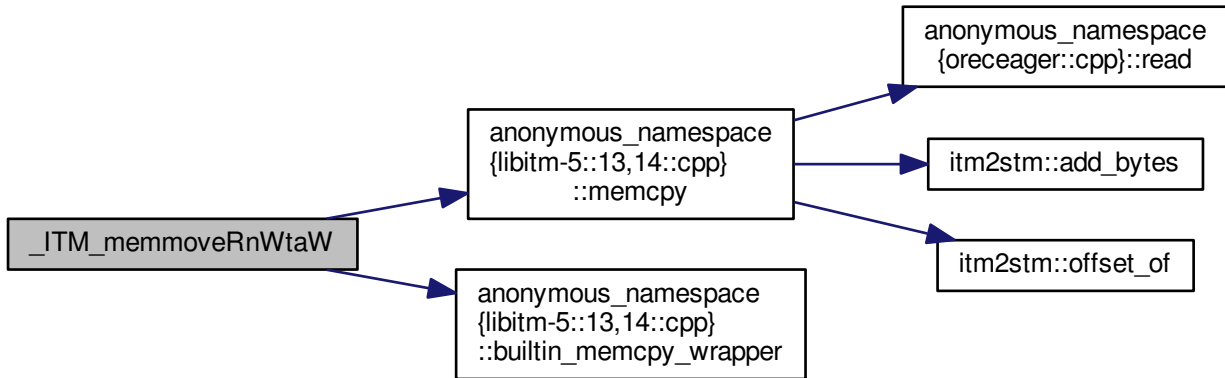 _ITM_memmoveRnWtaW
anonymous_namespace
{libitm-5::13,14::cpp}
::memcpy
anonymous_namespace
{libitm-5::13,14::cpp}
::builtin_memcpy_wrapper
anonymous_namespace
{oreceager::cpp}::read
itm2stm::add_bytes
itm2stm::offset_of